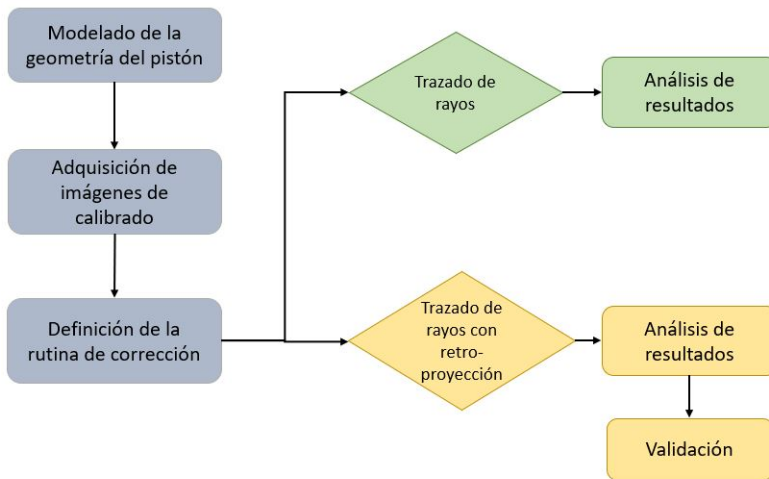 Modelado de la
geometría del pistón
Adquisición de
imágenes de
calibrado
Definición de la
rutina de corrección
Trazado de
rayos
Análisis de
resultados
Trazado de
rayos con
retro-
proyección
Análisis de
resultados
Validación